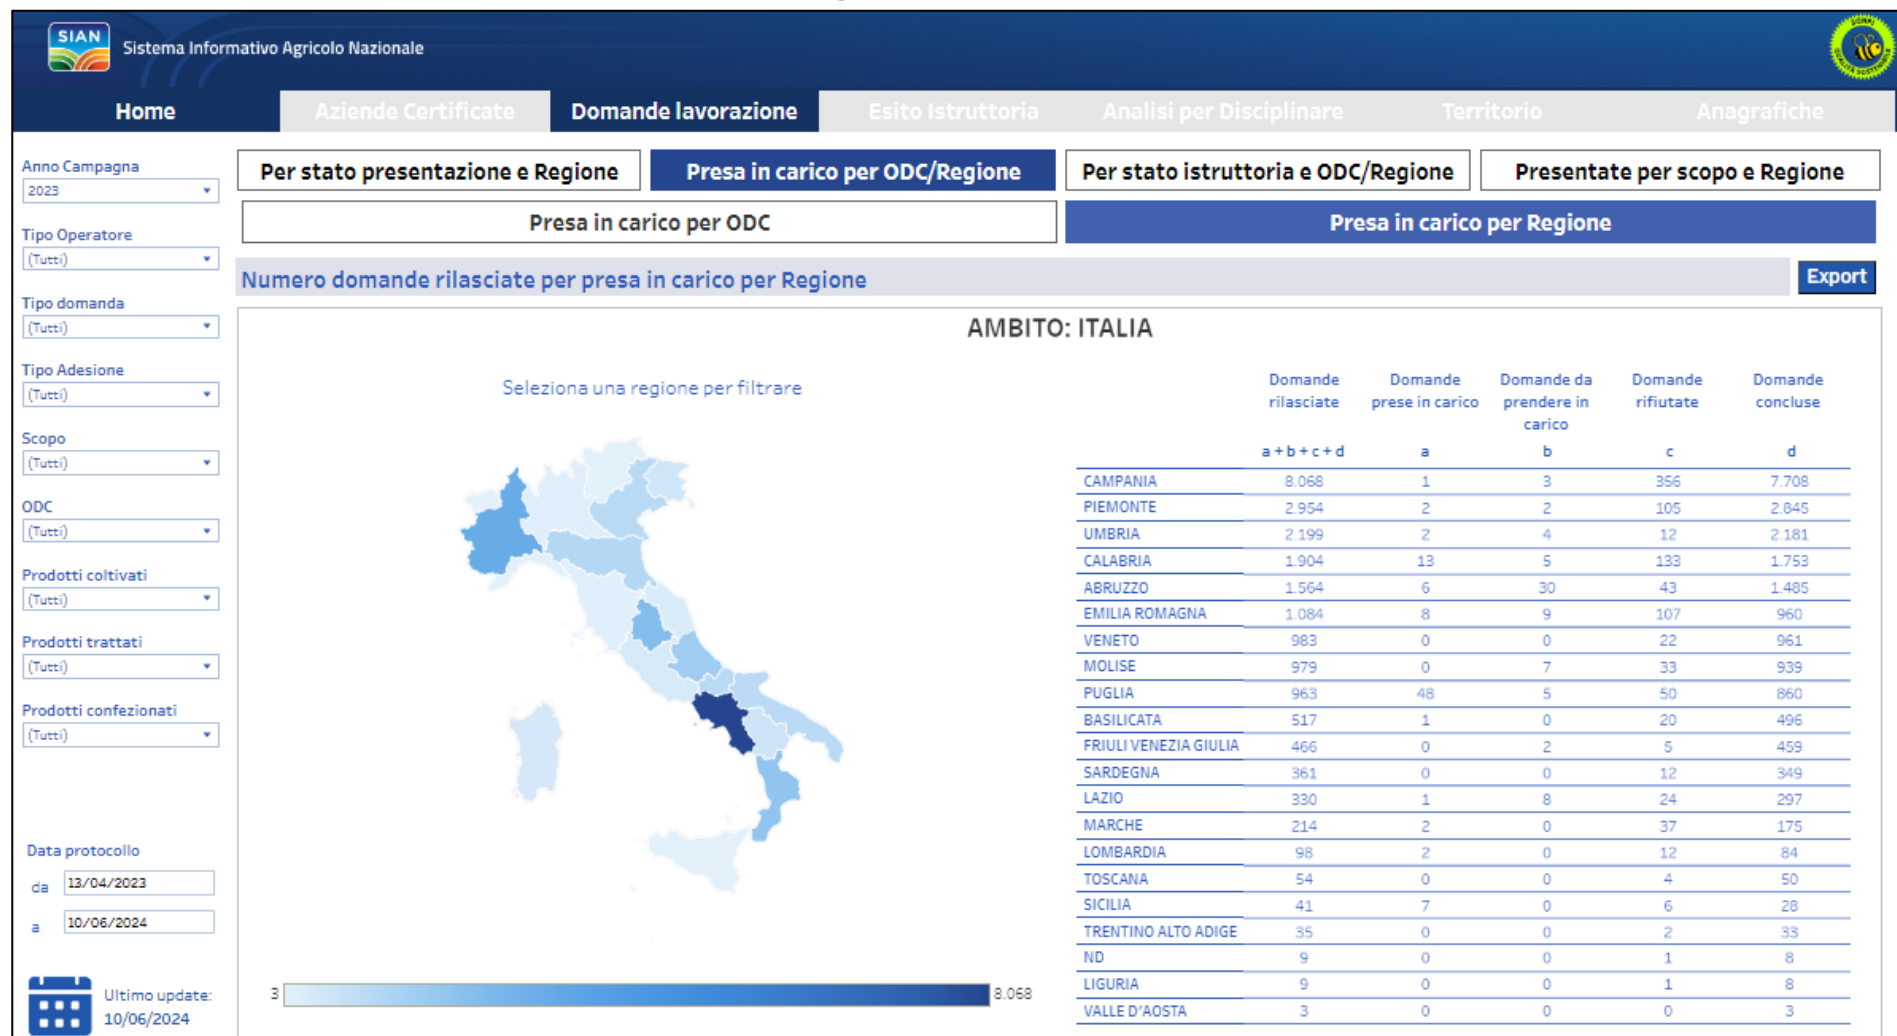 SIAN
Sistema Informativo Agricolo Nazionale
SQNPI
QUALITÀ SOSTENIBILE
Home
Aziende Certificate
Domande lavorazione
Esito Istruttoria
Analisi per Disciplinare
Territorio
Anagrafiche
Anno Campagna
2023
Tipo Operatore
(Tutti)
Tipo domanda
(Tutti)
Tipo Adesione
(Tutti)
Scopo
(Tutti)
ODC
(Tutti)
Prodotti coltivati
(Tutti)
Prodotti trattati
(Tutti)
Prodotti confezionati
(Tutti)
Data protocollo
da 13/04/2023
a 10/06/2024
Ultimo update:
10/06/2024
Per stato presentazione e Regione
Presa in carico per ODC/Regione
Per stato istruttoria e ODC/Regione
Presentate per scopo e Regione
Presa in carico per ODC
Presa in carico per Regione
Numero domande rilasciate per presa in carico per Regione
Export
AMBITO: ITALIA
Seleziona una regione per filtrare
3 8.068
Domande rilasciate
Domande prese in carico
Domande da prendere in carico
Domande rifiutate
Domande concluse
a + b + c + d a b c d
CAMPANIA 8.068 1 3 356 7.708
PIEMONTE 2.954 2 2 105 2.845
UMBRIA 2.199 2 4 12 2.181
CALABRIA 1.904 13 5 133 1.753
ABRUZZO 1.564 6 30 43 1.485
EMILIA ROMAGNA 1.084 8 9 107 960
VENETO 983 0 0 22 961
MOLISE 979 0 7 33 939
PUGLIA 963 48 5 50 860
BASILICATA 517 1 0 20 496
FRIULI VENEZIA GIULIA 466 0 2 5 459
SARDEGNA 361 0 0 12 349
LAZIO 330 1 8 24 297
MARCHE 214 2 0 37 175
LOMBARDIA 98 2 0 12 84
TOSCANA 54 0 0 4 50
SICILIA 41 7 0 6 28
TRENTINO ALTO ADIGE 35 0 0 2 33
ND 9 0 0 1 8
LIGURIA 9 0 0 1 8
VALLE D'AOSTA 3 0 0 0 3